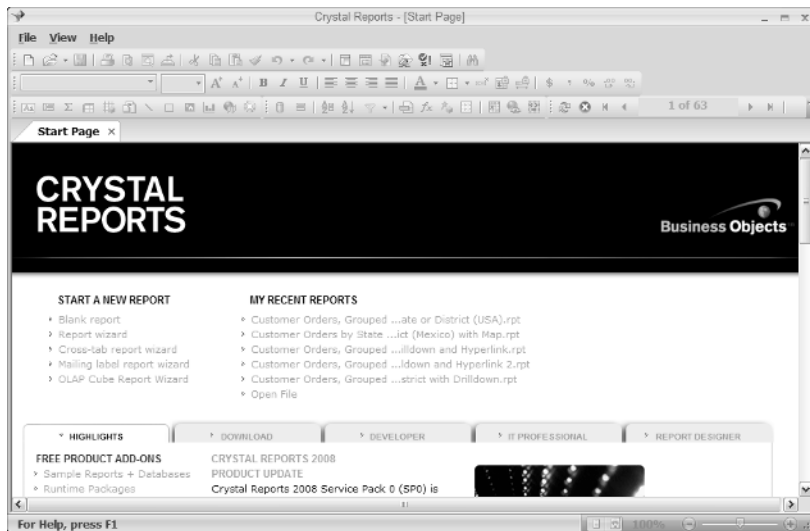 Crystal Reports - [Start Page]
File View Help
A A B I U A $ , %
1 of 63
Start Page ×
CRYSTAL
REPORTS
Business Objects
START A NEW REPORT
Blank report
Report wizard
Cross-tab report wizard
Mailing label report wizard
OLAP Cube Report Wizard
MY RECENT REPORTS
Customer Orders, Grouped ...ate or District (USA).rpt
Customer Orders by State ...ict (Mexico) with Map.rpt
Customer Orders, Grouped ...illdown and Hyperlink.rpt
Customer Orders, Grouped ...ldown and Hyperlink 2.rpt
Customer Orders, Grouped ...strict with Drilldown.rpt
Open File
HIGHLIGHTS DOWNLOAD DEVELOPER IT PROFESSIONAL REPORT DESIGNER
FREE PRODUCT ADD-ONS
Sample Reports + Databases
Runtime Packages
CRYSTAL REPORTS 2008
PRODUCT UPDATE
Crystal Reports 2008 Service Pack 0 (SP0) is
For Help, press F1
100%